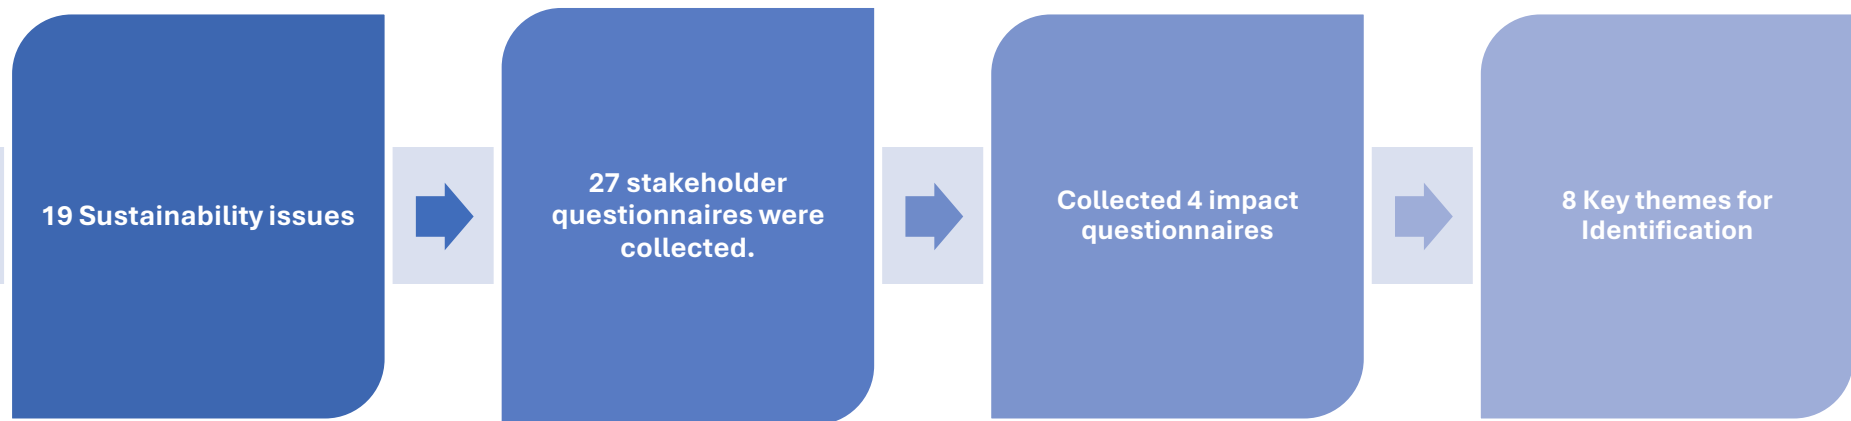 19 Sustainability issues
27 stakeholder
questionnaires were
collected.
Collected 4 impact
questionnaires
8 Key themes for
Identification